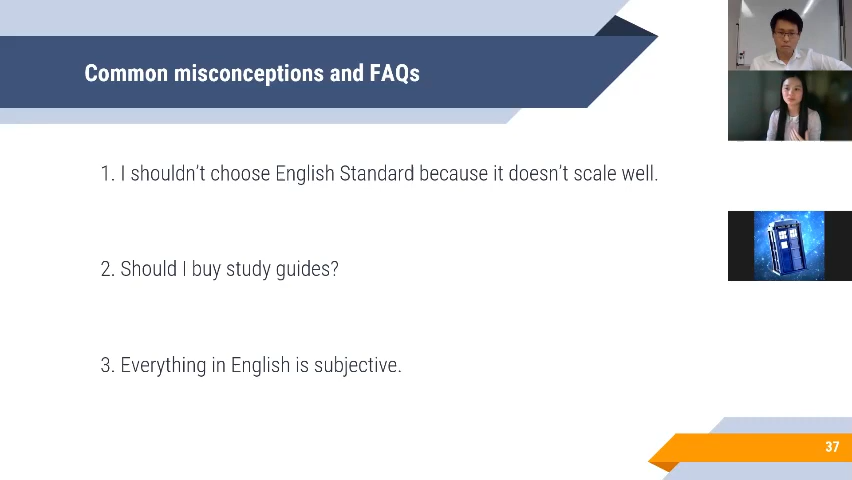 Common misconceptions and FAQs
1. I shouldn’t choose English Standard because it doesn’t scale well.
2. Should I buy study guides?
3. Everything in English is subjective.
37